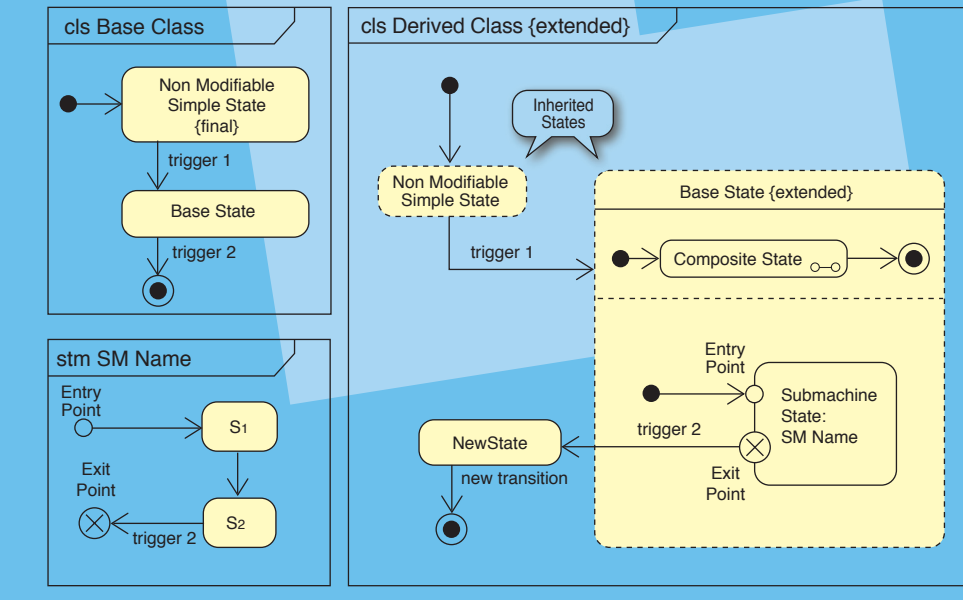 cls Base Class
Non Modifiable
Simple State
{final}
trigger 1
Base State
trigger 2
stm SM Name
Entry
Point
S1
Exit
Point
S2
trigger 2
cls Derived Class {extended}
Inherited
States
Non Modifiable
Simple State
trigger 1
Base State {extended}
Composite State
Entry
Point
Submachine
State:
SM Name
trigger 2
NewState
Exit
Point
new transition